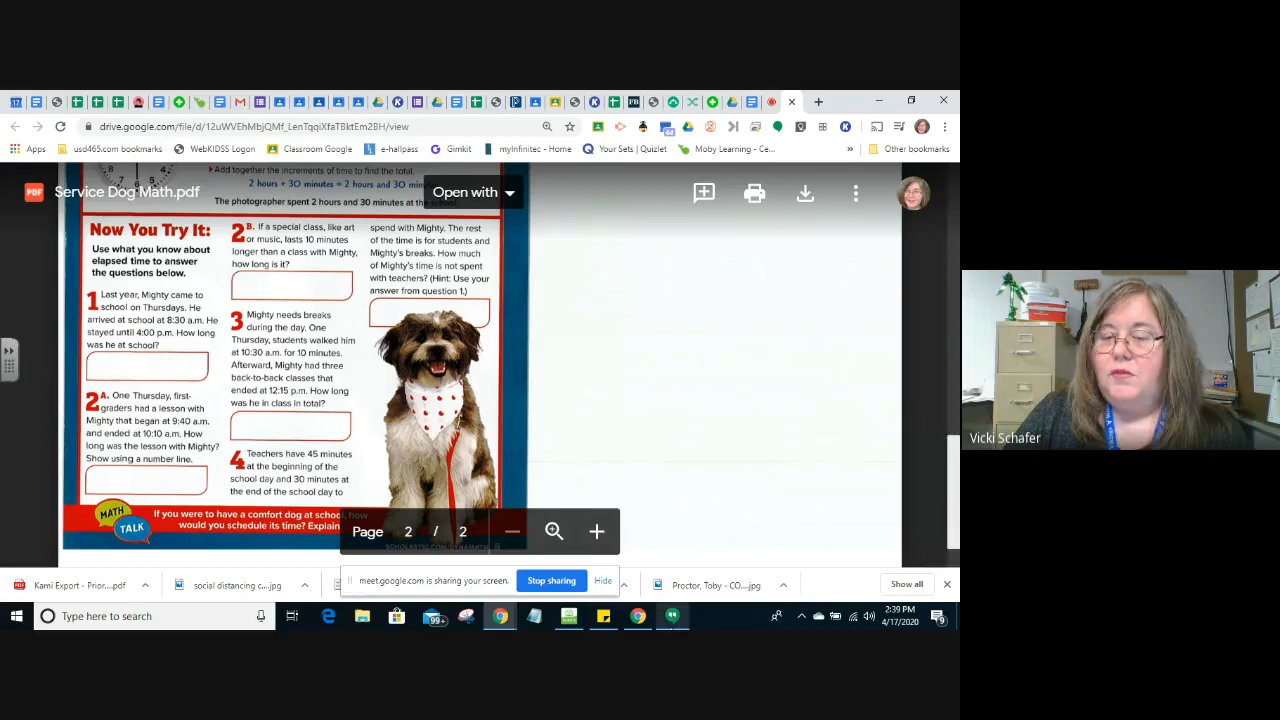 drive.google.com/file/d/12uWVEhMbjQMf_LenTqqiXfaTBktEm2BH/view
Apps
usd465.com bookmarks
WebKIDSS Logon
Classroom Google
e-hallpass
Gimkit
myInfinitec - Home
Your Sets | Quizlet
Moby Learning - Ce...
Other bookmarks
Add together the increments of time to find the total.
2 hours + 30 minutes = 2 hours and 30
The photographer spent 2 hours and 30 minutes at the school.
PDF
Service Dog Math.pdf
Open with
Now You Try It:
Use what you know about
elapsed time to answer
the questions below.
1 Last year, Mighty came to
school on Thursdays. He
arrived at school at 8:30 a.m. He
stayed until 4:00 p.m. How long
was he at school?
2 A. One Thursday, first-
graders had a lesson with
Mighty that began at 9:40 a.m.
and ended at 10:10 a.m. How
long was the lesson with Mighty?
Show using a number line.
2 B. If a special class, like art
or music, lasts 10 minutes
longer than a class with Mighty,
how long is it?
3 Mighty needs breaks
during the day. One
Thursday, students walked him
at 10:30 a.m. for 10 minutes.
Afterward, Mighty had three
back-to-back classes that
ended at 12:15 p.m. How long
was he in class in total?
4 Teachers have 45 minutes
at the beginning of the
school day and 30 minutes at
the end of the school day to
spend with Mighty. The rest
of the time is for students and
Mighty's breaks. How much
of Mighty's time is not spent
with teachers? (Hint: Use your
answer from question 1.)
MATH
TALK
If you were to have a comfort dog at school, how
would you schedule its time? Explain
Page 2 / 2
meet.google.com is sharing your screen.
Stop sharing
Hide
Kami Export - Prior....pdf
social distancing c....jpg
Proctor, Toby - CO....jpg
Show all
Type here to search
99+
2:39 PM
4/17/2020
Vicki Schafer